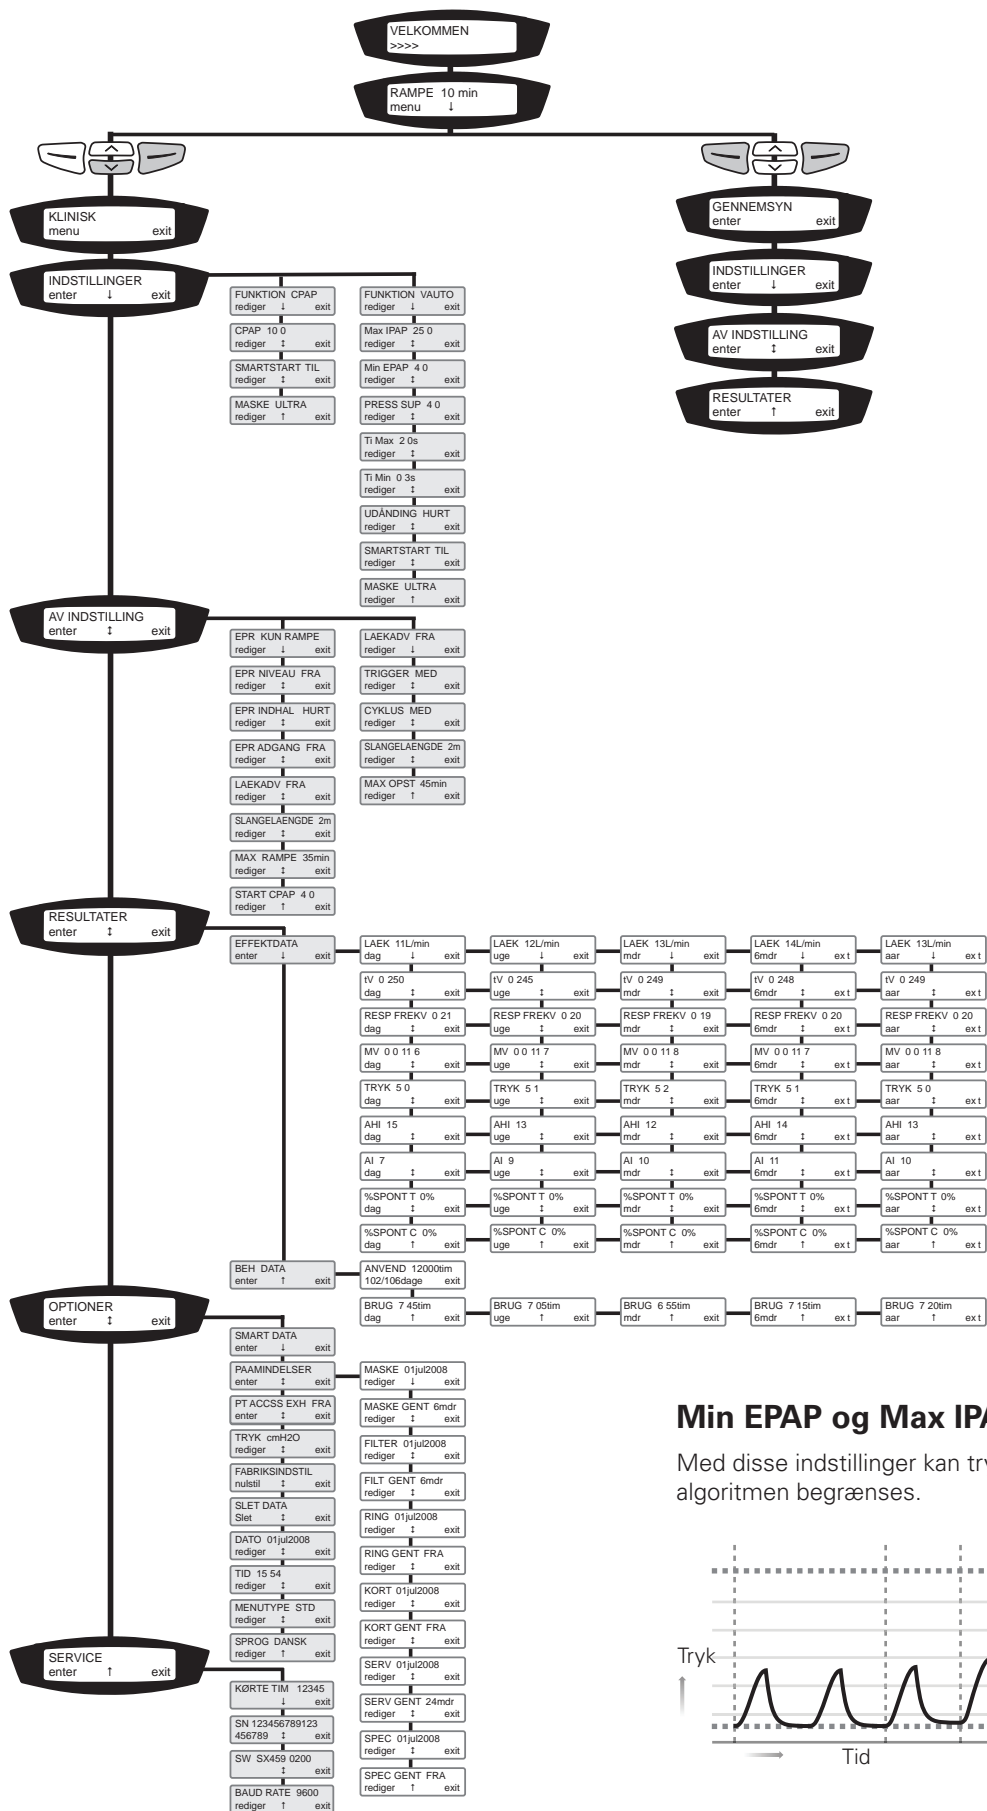 VELKOMMEN
>>>>
RAMPE 10 min
menu ↓
KLINISK
menu exit
INDSTILLINGER
enter ↓ exit
FUNKTION CPAP
rediger ↓ exit
CPAP 10 0
rediger ↕ exit
SMARTSTART TIL
rediger ↕ exit
MASKE ULTRA
rediger ↑ exit
FUNKTION VAUTO
rediger ↓ exit
Max IPAP 25 0
rediger ↕ exit
Min EPAP 4 0
rediger ↕ exit
PRESS SUP 4 0
rediger ↕ exit
Ti Max 2 0s
rediger ↕ exit
Ti Min 0 3s
rediger ↕ exit
UDÅNDING HURT
rediger ↕ exit
SMARTSTART TIL
rediger ↕ exit
MASKE ULTRA
rediger ↑ exit
GENNEMSYN
enter exit
INDSTILLINGER
enter ↓ exit
AV INDSTILLING
enter ↕ exit
RESULTATER
enter ↑ exit
AV INDSTILLING
enter ↕ exit
EPR KUN RAMPE
rediger ↓ exit
EPR NIVEAU FRA
rediger ↕ exit
EPR INDHAL HURT
rediger ↕ exit
EPR ADGANG FRA
rediger ↕ exit
LAEKADV FRA
rediger ↕ exit
SLANGELAENGDE 2m
rediger ↕ exit
MAX RAMPE 35min
rediger ↕ exit
START CPAP 4 0
rediger ↑ exit
LAEKADV FRA
rediger ↓ exit
TRIGGER MED
rediger ↕ exit
CYKLUS MED
rediger ↕ exit
SLANGELAENGDE 2m
rediger ↕ exit
MAX OPST 45min
rediger ↑ exit
RESULTATER
enter ↕ exit
EFFEKTDATA
enter ↓ exit
LAEK 11L/min
dag ↓ exit
LAEK 12L/min
uge ↓ exit
LAEK 13L/min
mdr ↓ exit
LAEK 14L/min
6mdr ↓ ex t
LAEK 13L/min
aar ↓ ex t
tV 0 250
dag ↕ exit
tV 0 245
uge ↕ exit
tV 0 249
mdr ↕ exit
tV 0 248
6mdr ↕ ex t
tV 0 249
aar ↕ ex t
RESP FREKV 0 21
dag ↕ exit
RESP FREKV 0 20
uge ↕ exit
RESP FREKV 0 19
mdr ↕ exit
RESP FREKV 0 20
6mdr ↕ ex t
RESP FREKV 0 20
aar ↕ ex t
MV 0 0 11 6
dag ↕ exit
MV 0 0 11 7
uge ↕ exit
MV 0 0 11 8
mdr ↕ exit
MV 0 0 11 7
6mdr ↕ ex t
MV 0 0 11 8
aar ↕ ex t
TRYK 5 0
dag ↕ exit
TRYK 5 1
uge ↕ exit
TRYK 5 2
mdr ↕ exit
TRYK 5 1
6mdr ↕ ex t
TRYK 5 0
aar ↕ ex t
AHI 15
dag ↕ exit
AHI 13
uge ↕ exit
AHI 12
mdr ↕ exit
AHI 14
6mdr ↕ ex t
AHI 13
aar ↕ ex t
AI 7
dag ↕ exit
AI 9
uge ↕ exit
AI 10
mdr ↕ exit
AI 11
6mdr ↕ ex t
AI 10
aar ↕ ex t
%SPONT T 0%
dag ↕ exit
%SPONT T 0%
uge ↕ exit
%SPONT T 0%
mdr ↕ exit
%SPONT T 0%
6mdr ↕ ex t
%SPONT T 0%
aar ↕ ex t
%SPONT C 0%
dag ↑ exit
%SPONT C 0%
uge ↑ exit
%SPONT C 0%
mdr ↑ exit
%SPONT C 0%
6mdr ↑ ex t
%SPONT C 0%
aar ↑ ex t
BEH DATA
enter ↑ exit
ANVEND 12000tim
102/106dage exit
BRUG 7 45tim
dag ↑ exit
BRUG 7 05tim
uge ↑ exit
BRUG 6 55tim
mdr ↑ exit
BRUG 7 15tim
6mdr ↑ ex t
BRUG 7 20tim
aar ↑ ex t
OPTIONER
enter ↕ exit
SMART DATA
enter ↓ exit
PAAMINDELSER
enter ↕ exit
PT ACCSS EXH FRA
enter ↕ exit
TRYK cmH2O
rediger ↕ exit
FABRIKSINDSTIL
nulstil ↕ exit
SLET DATA
Slet ↕ exit
DATO 01jul2008
rediger ↕ exit
TID 15 54
rediger ↕ exit
MENUTYPE STD
rediger ↕ exit
SPROG DANSK
rediger ↑ exit
MASKE 01jul2008
rediger ↓ exit
MASKE GENT 6mdr
rediger ↕ exit
FILTER 01jul2008
rediger ↕ exit
FILT GENT 6mdr
rediger ↕ exit
RING 01jul2008
rediger ↕ exit
RING GENT FRA
rediger ↕ exit
KORT 01jul2008
rediger ↕ exit
KORT GENT FRA
rediger ↕ exit
SERV 01jul2008
rediger ↕ exit
SERV GENT 24mdr
rediger ↕ exit
SPEC 01jul2008
rediger ↕ exit
SPEC GENT FRA
rediger ↑ exit
SERVICE
enter ↑ exit
KØRTE TIM 12345
↓ exit
SN 123456789123
456789 ↕ exit
SW SX459 0200
↕ exit
BAUD RATE 9600
rediger ↑ exit
Min EPAP og Max IPA
Med disse indstillinger kan try
algoritmen begrænses.
Tryk
Tid